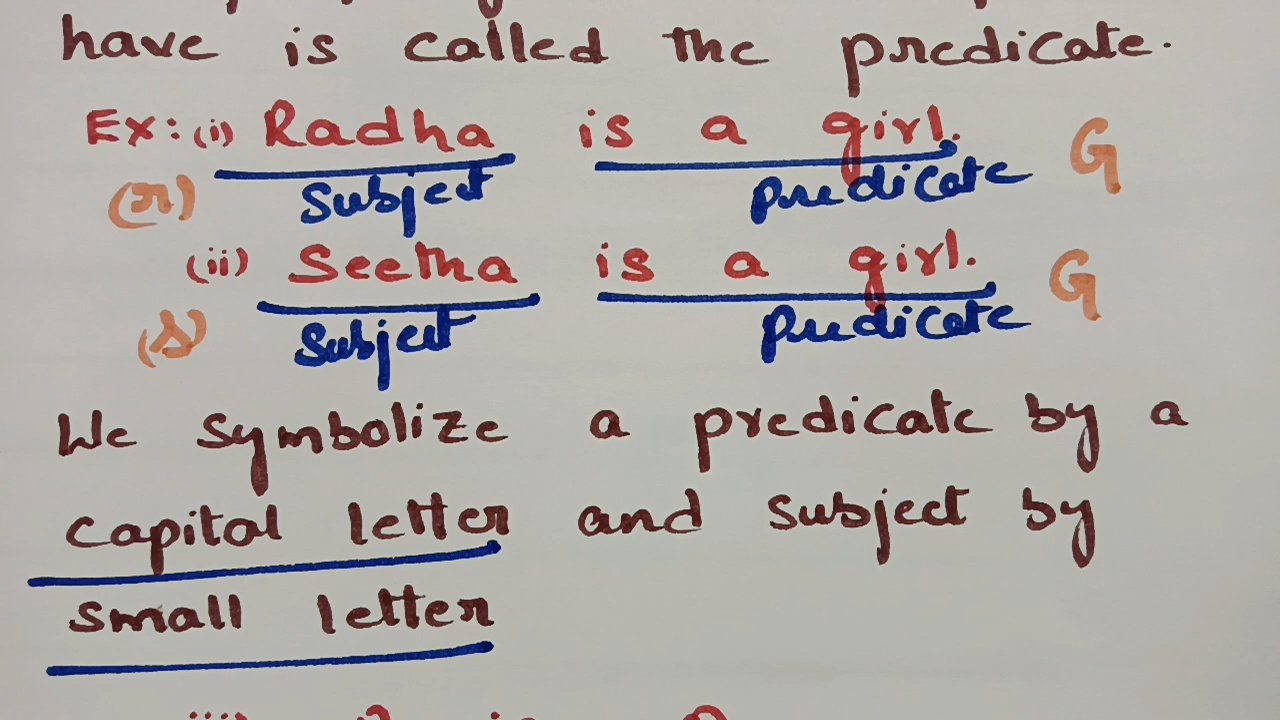 have is called the predicate.
Ex: (i) Radha is a girl. G
(r) Subject predicate
(ii) Seetha is a girl. G
(s) Subject predicate
We symbolize a predicate by a
capital letter and subject by
small letter